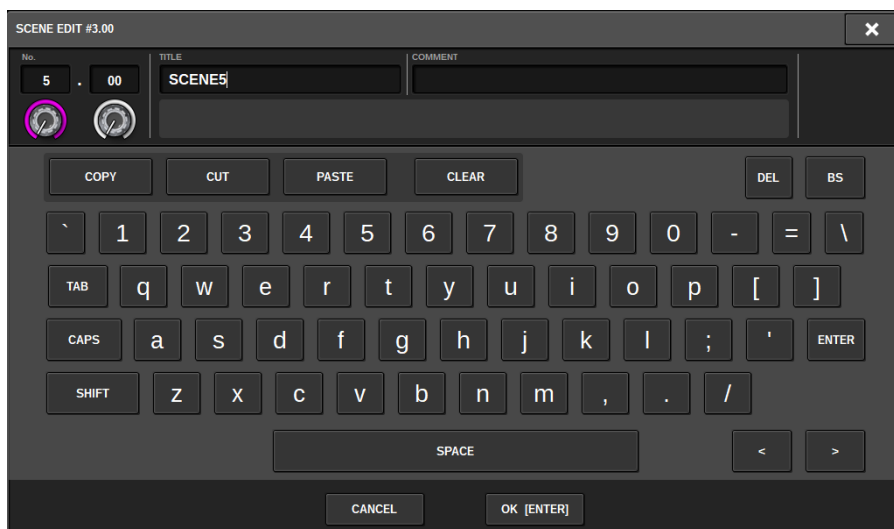 SCENE EDIT #3.00
No. TITLE COMMENT
5 . 00 SCENE5
COPY CUT PASTE CLEAR DEL BS
` 1 2 3 4 5 6 7 8 9 0 - = \
TAB q w e r t y u i o p [ ]
CAPS a s d f g h j k l ; ' ENTER
SHIFT z x c v b n m , . /
SPACE < >
CANCEL OK [ENTER]